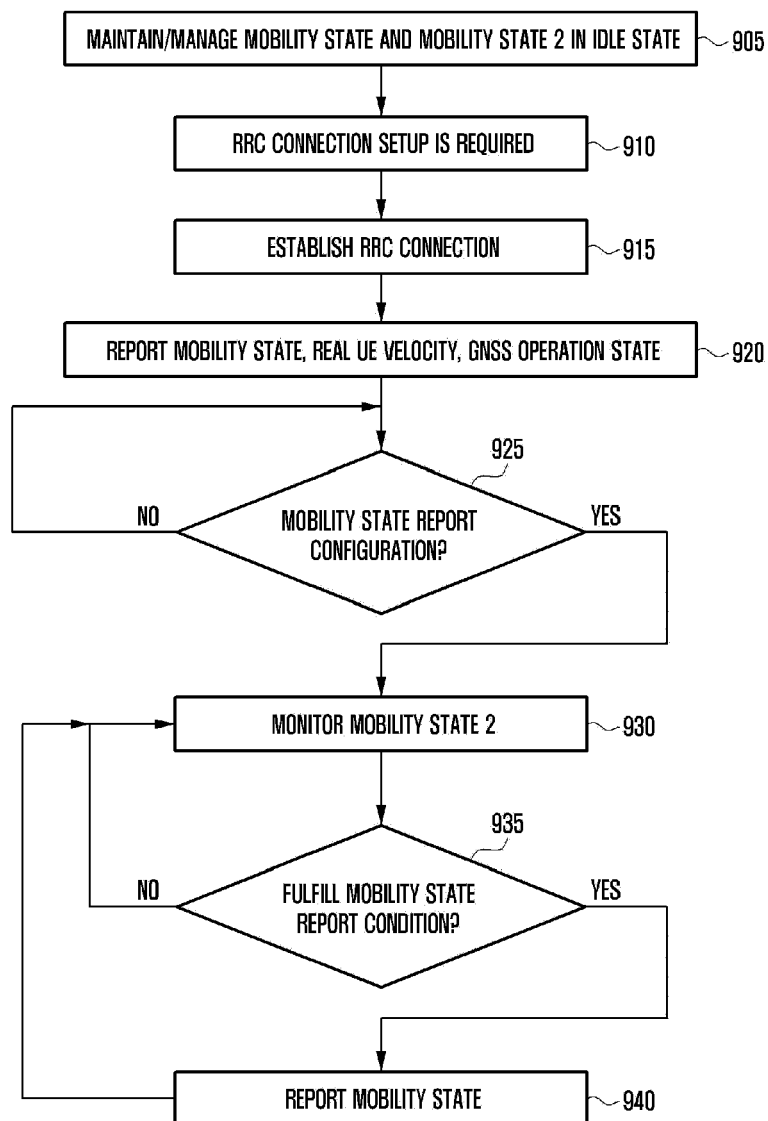 MAINTAIN/MANAGE MOBILITY STATE AND MOBILITY STATE 2 IN IDLE STATE
905
RRC CONNECTION SETUP IS REQUIRED
910
ESTABLISH RRC CONNECTION
915
REPORT MOBILITY STATE, REAL UE VELOCITY, GNSS OPERATION STATE
920
925
NO
MOBILITY STATE REPORT
CONFIGURATION?
YES
MONITOR MOBILITY STATE 2
930
935
NO
FULFILL MOBILITY STATE
REPORT CONDITION?
YES
REPORT MOBILITY STATE
940